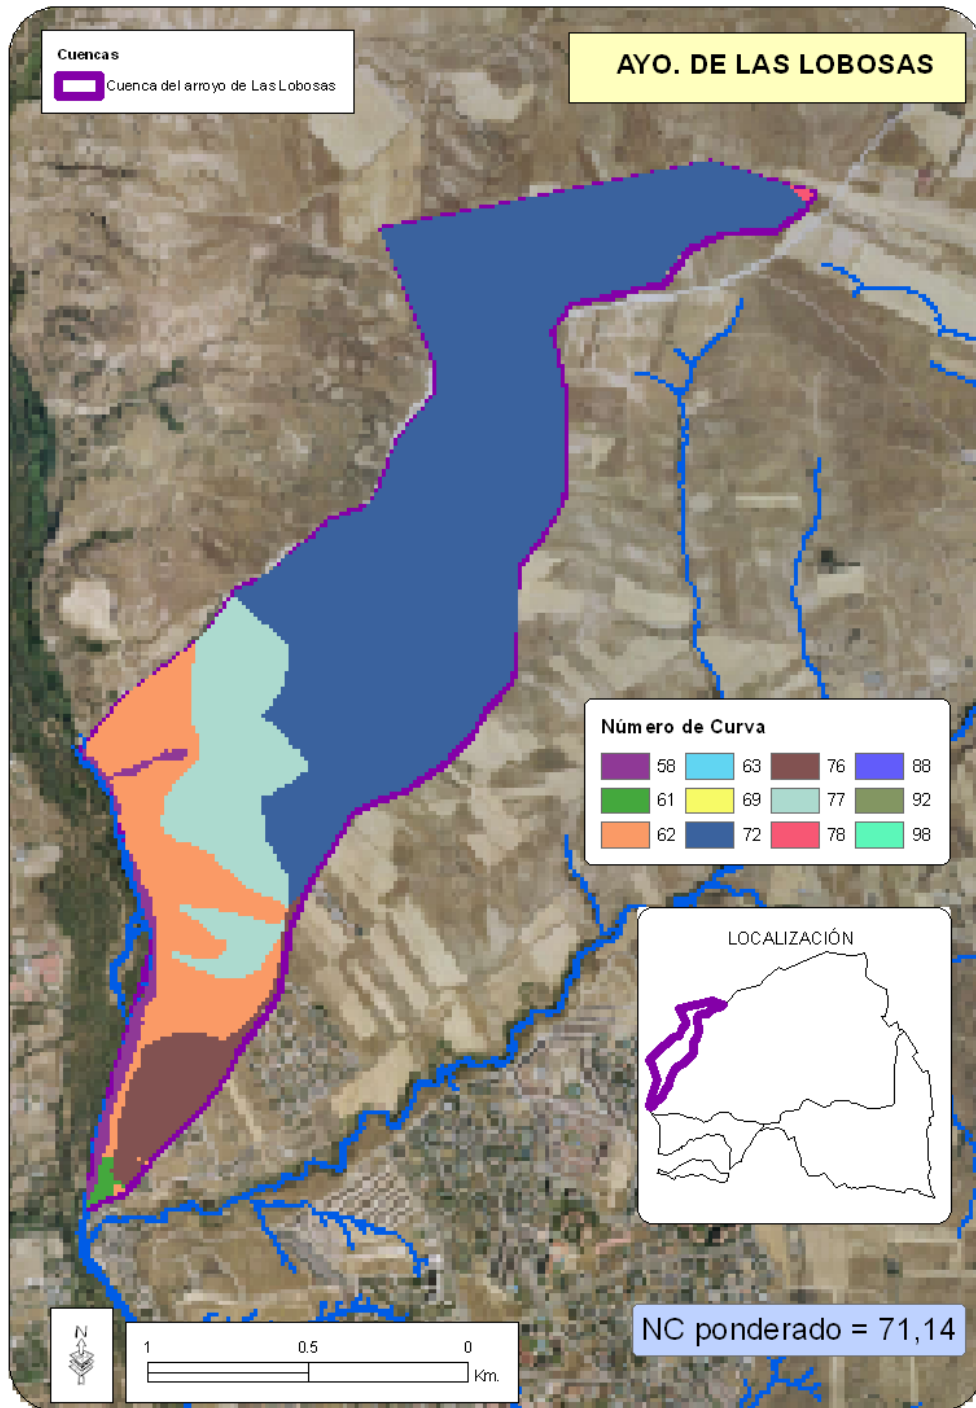 Cuencas
Cuenca del arroyo de Las Lobosas
AYO. DE LAS LOBOSAS
Número de Curva
58 63 76 88
61 69 77 92
62 72 78 98
LOCALIZACIÓN
NC ponderado = 71,14
N
1 0.5 0
Km.